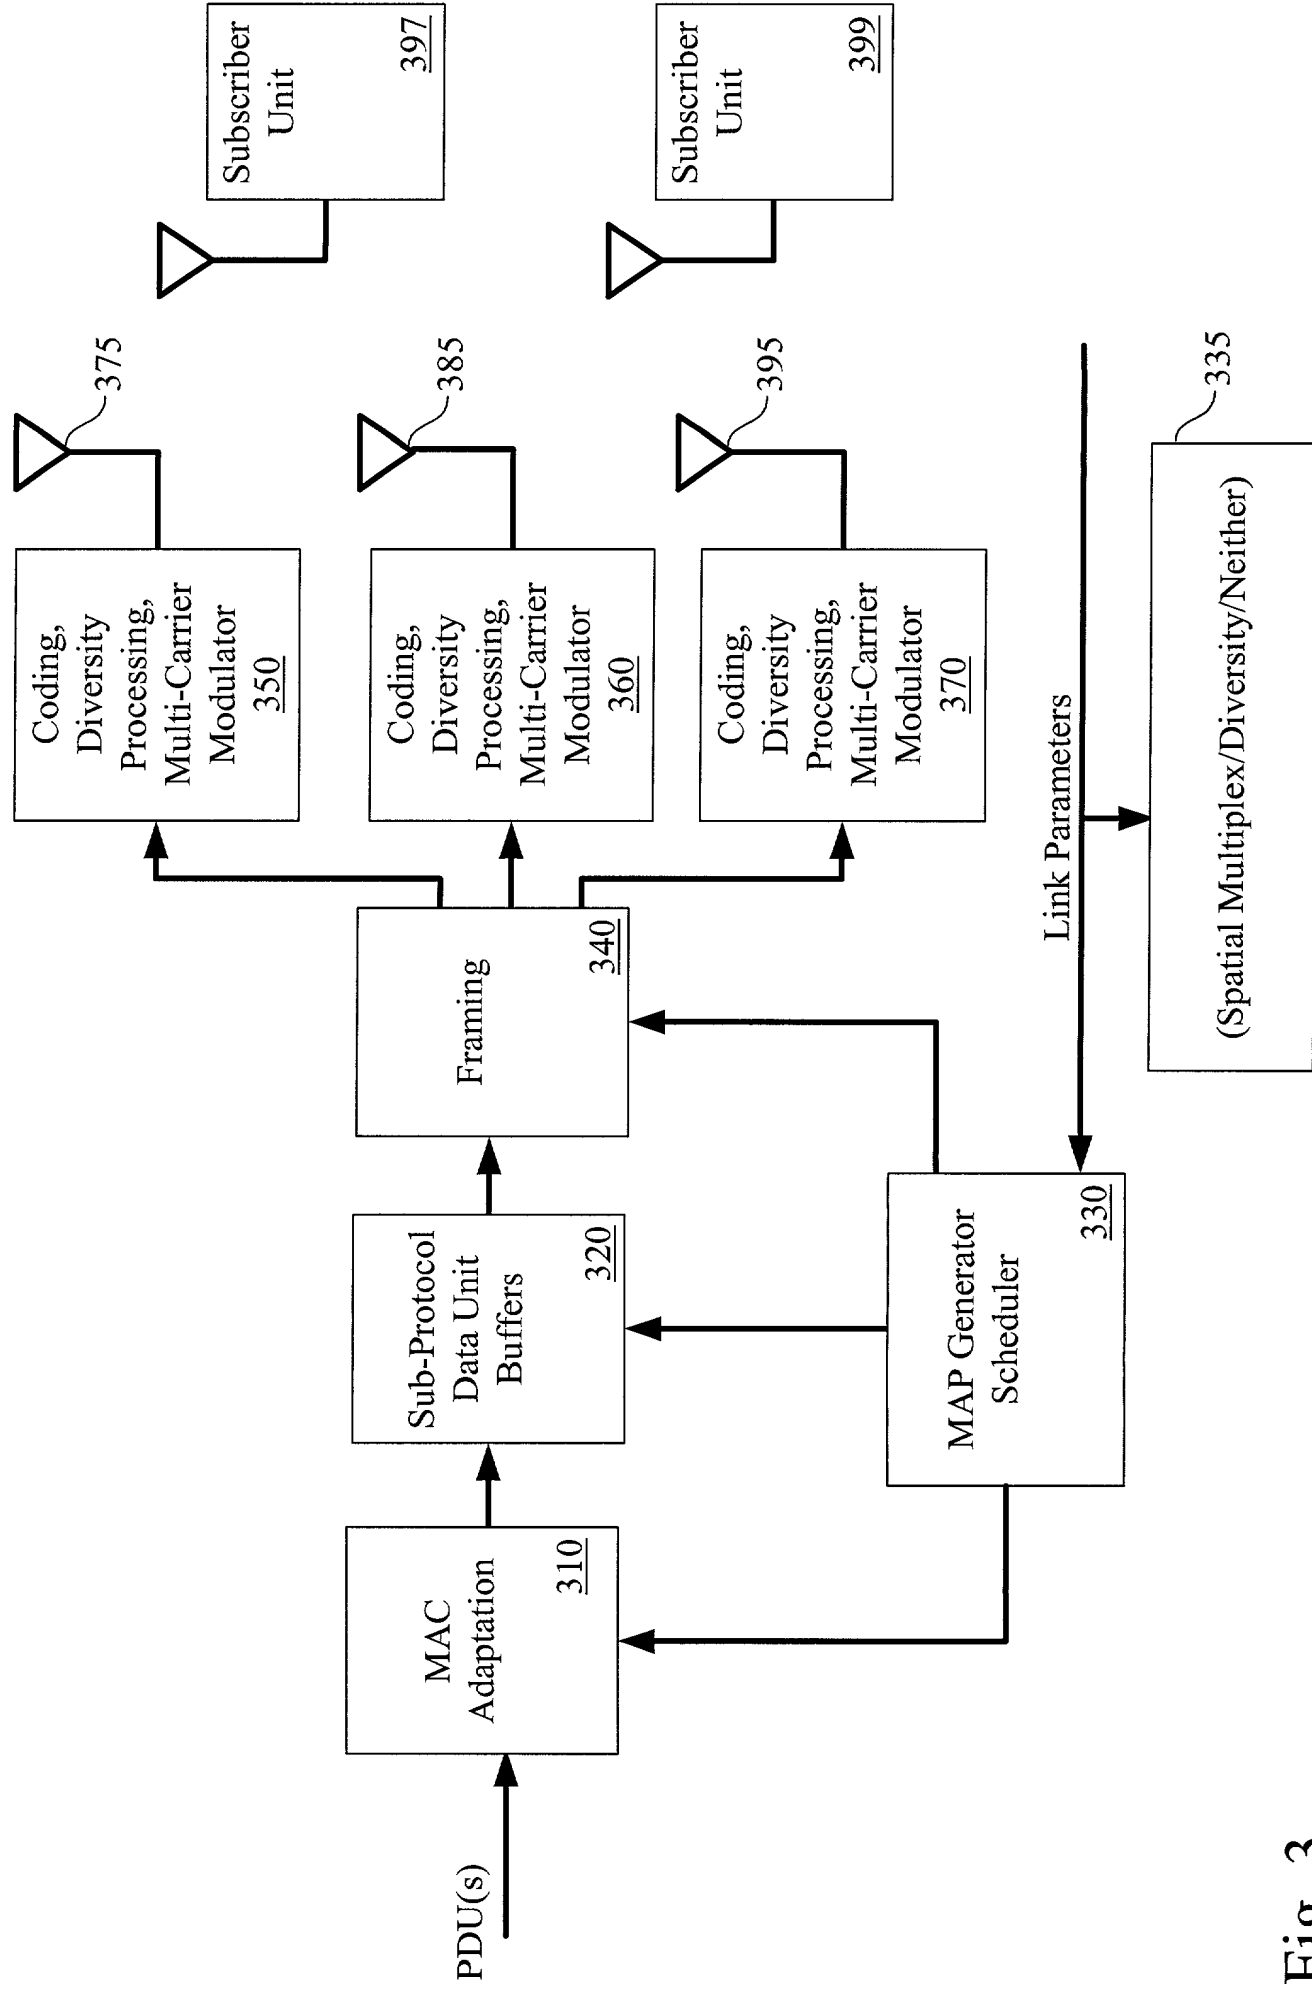 PDU(s)
MAC
Adaptation
310
Sub-Protocol
Data Unit
Buffers
320
Framing
340
Coding,
Diversity
Processing,
Multi-Carrier
Modulator
350
375
Coding,
Diversity
Processing,
Multi-Carrier
Modulator
360
385
Coding,
Diversity
Processing,
Multi-Carrier
Modulator
370
395
Subscriber
Unit
397
Subscriber
Unit
399
MAP Generator
Scheduler
330
Link Parameters
335
(Spatial Multiplex/Diversity/Neither)
Fig. 3